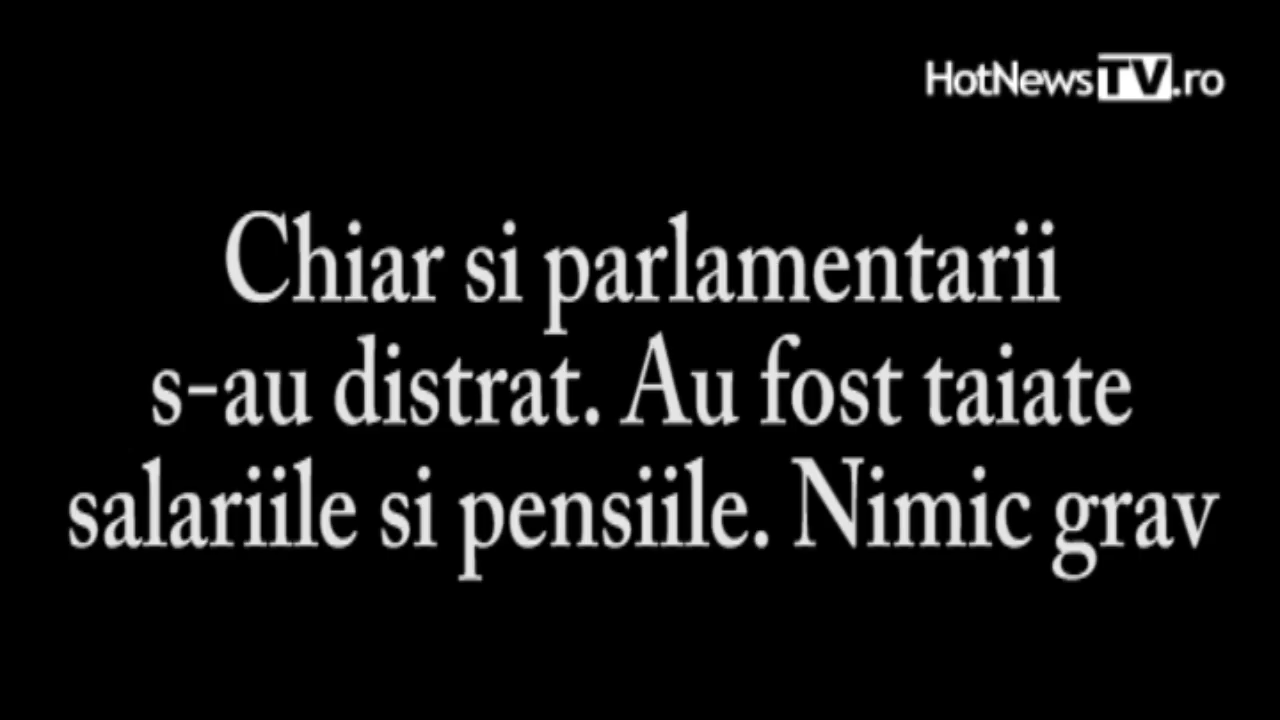 HotNewsTV.ro
Chiar si parlamentarii
s-au distrat. Au fost taiate
salariile si pensiile. Nimic grav